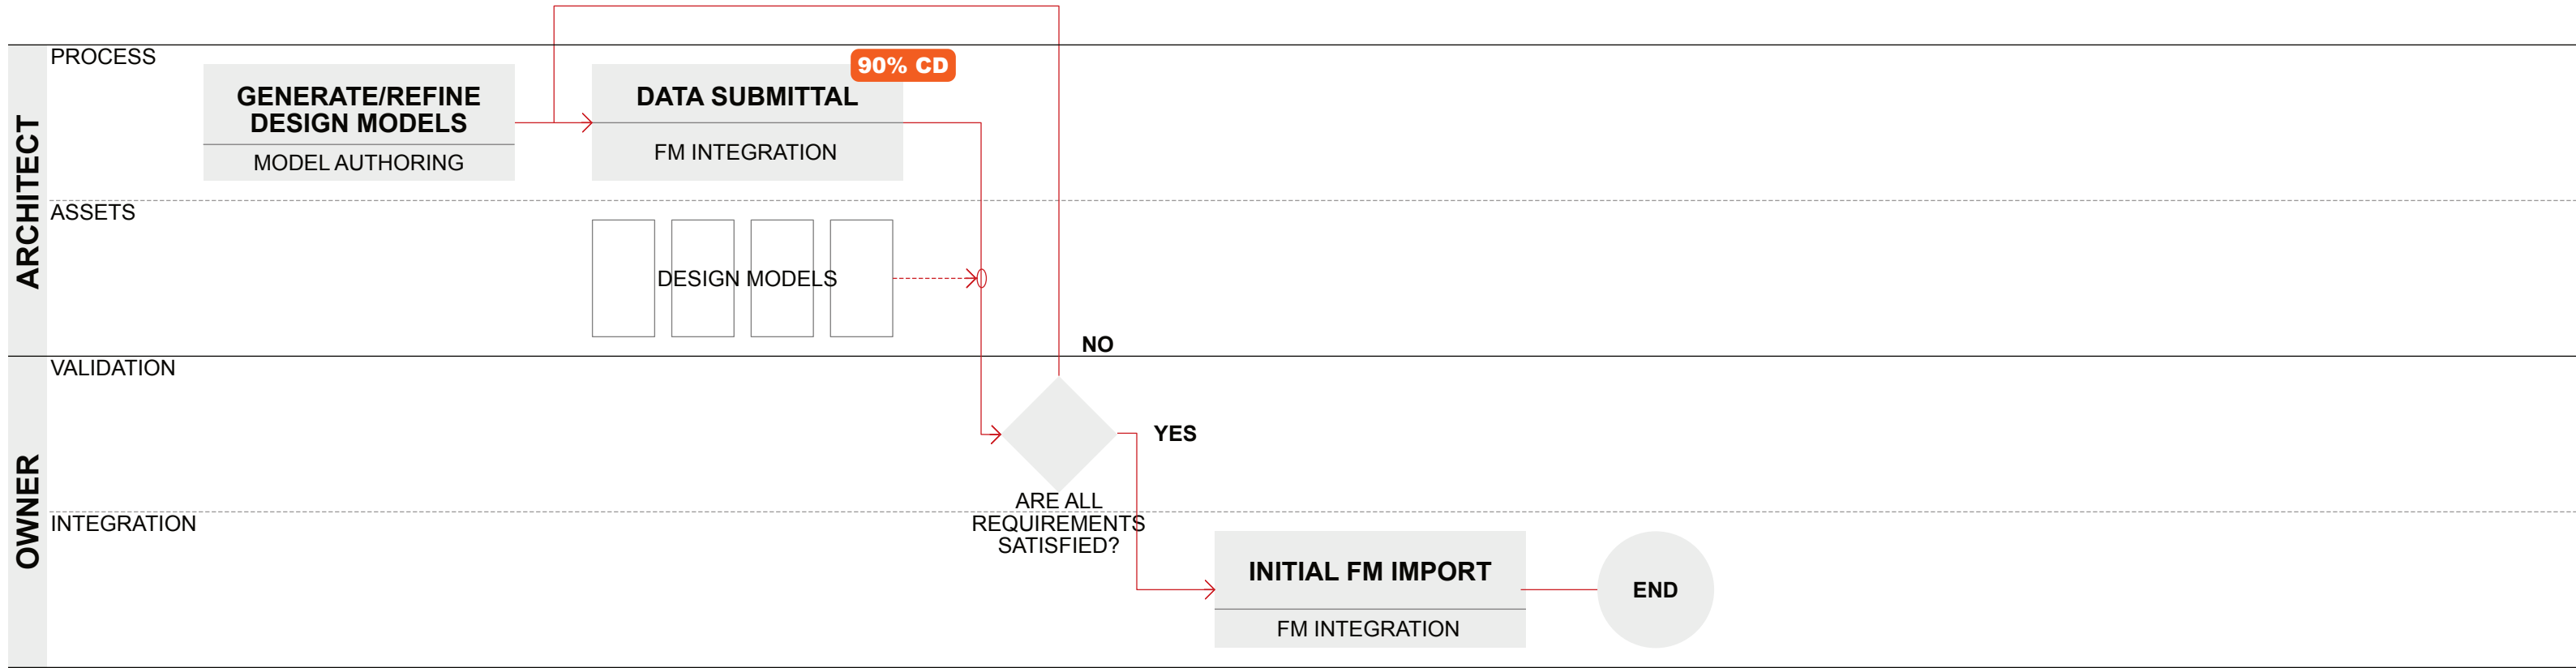 ARCHITECT
PROCESS
GENERATE/REFINE
DESIGN MODELS
MODEL AUTHORING
90% CD
DATA SUBMITTAL
FM INTEGRATION
ASSETS
DESIGN MODELS
NO
OWNER
VALIDATION
YES
ARE ALL
REQUIREMENTS
SATISFIED?
INTEGRATION
INITIAL FM IMPORT
FM INTEGRATION
END